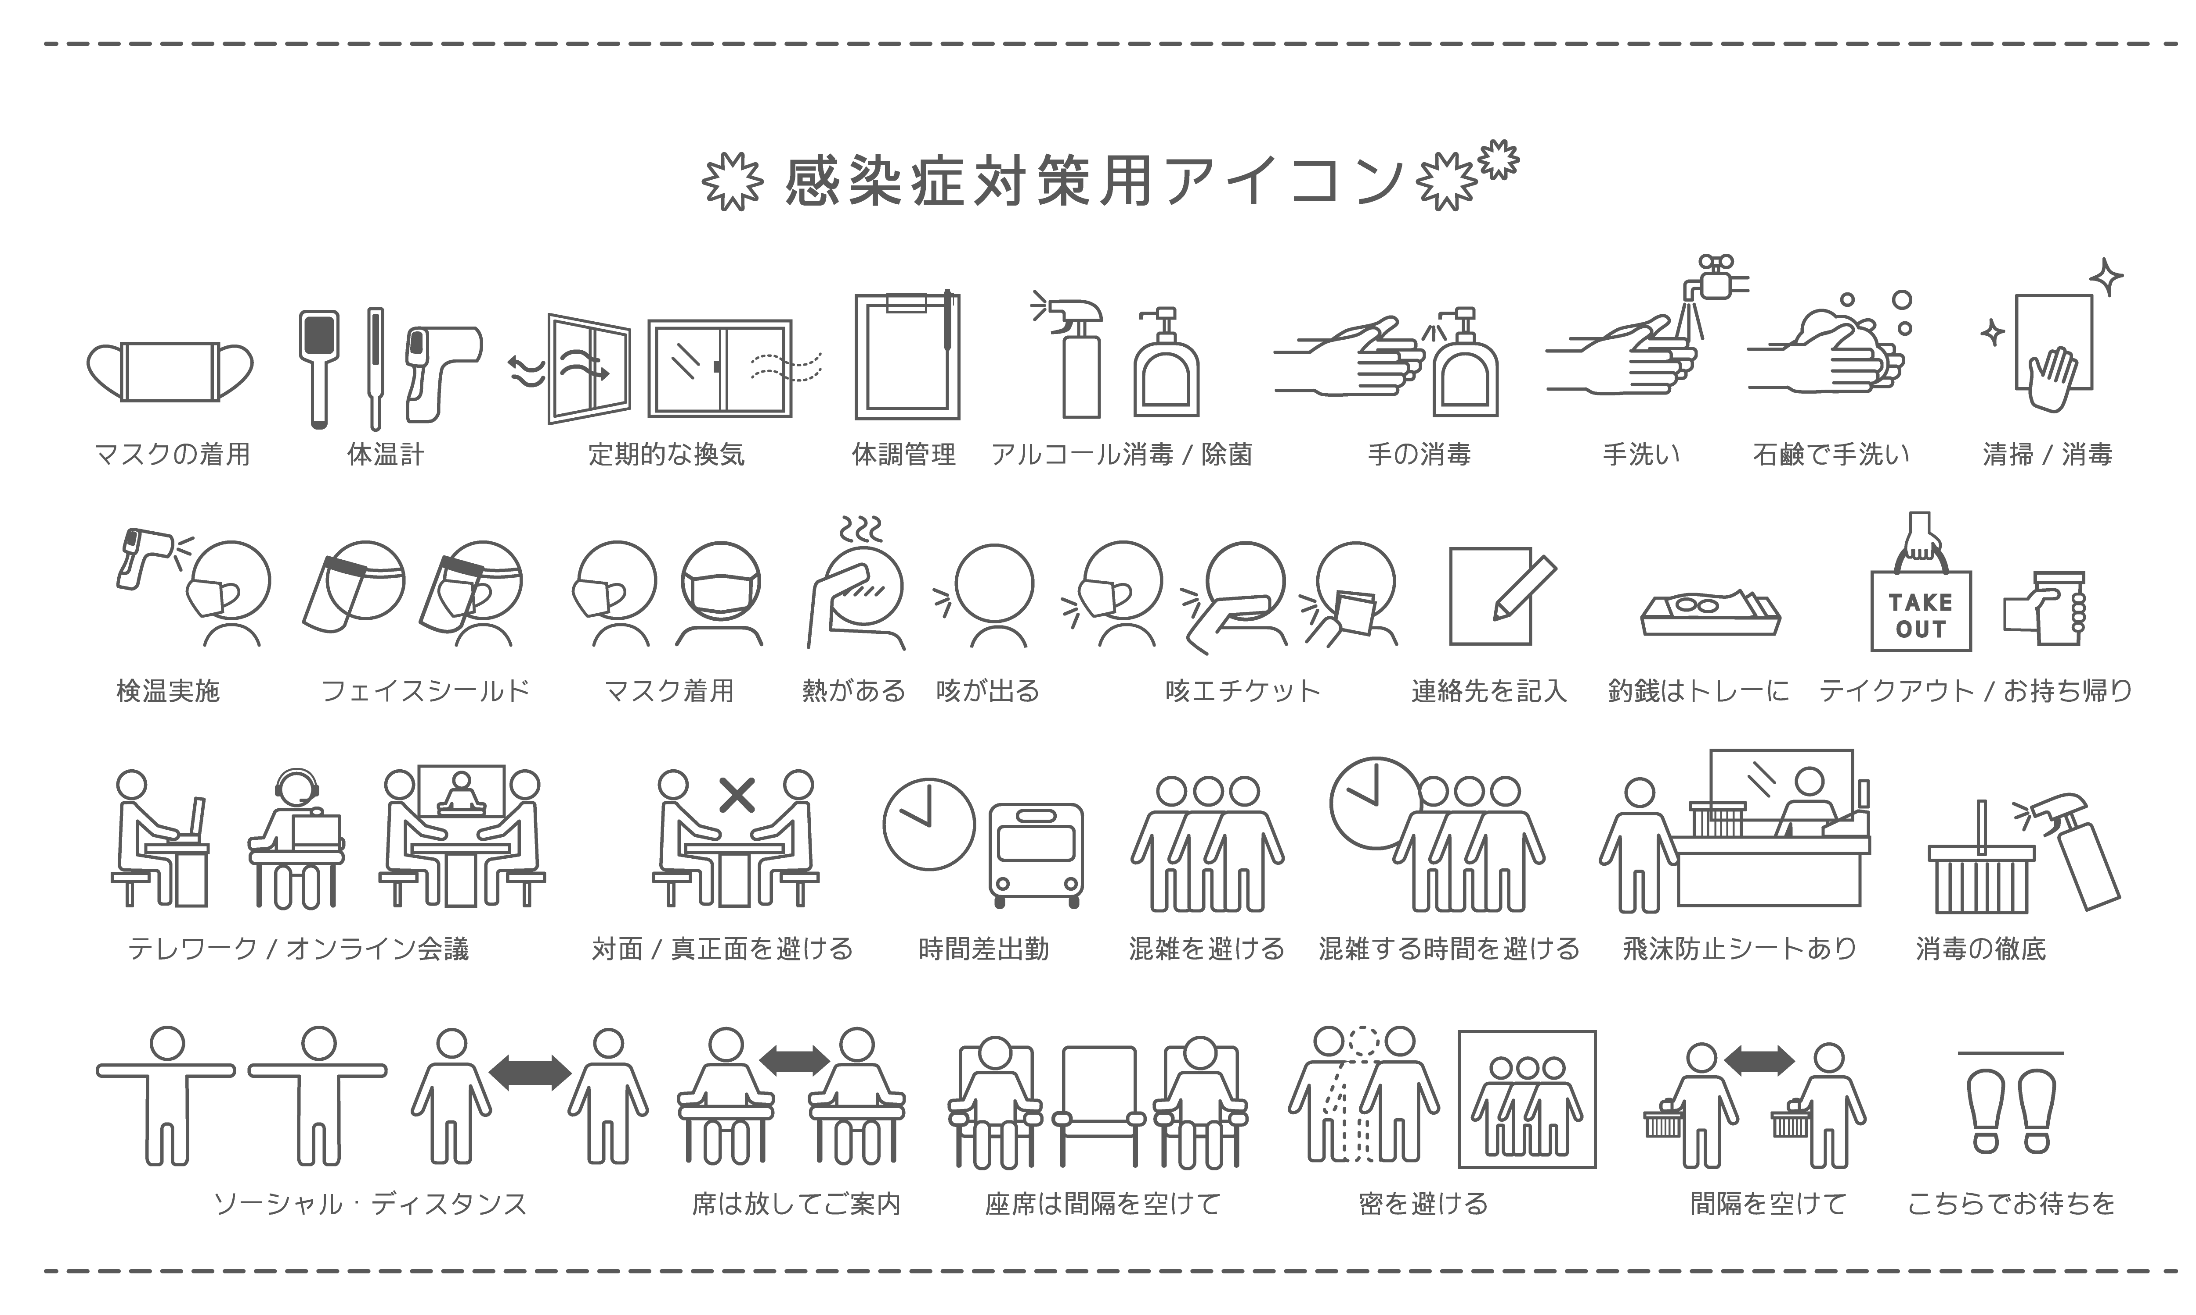 感染症対策用アイコン
マスクの着用 体温計 定期的な換気 体調管理 アルコール消毒 / 除菌 手の消毒 手洗い 石鹸で手洗い 清掃 / 消毒
TAKE
OUT
検温実施 フェイスシールド マスク着用 熱がある 咳が出る 咳エチケット 連絡先を記入 釣銭はトレーに テイクアウト / お持ち帰り
テレワーク / オンライン会議 対面 / 真正面を避ける 時間差出勤 混雑を避ける 混雑する時間を避ける 飛沫防止シートあり 消毒の徹底
ソーシャル・ディスタンス 席は放してご案内 座席は間隔を空けて 密を避ける 間隔を空けて こちらでお待ちを